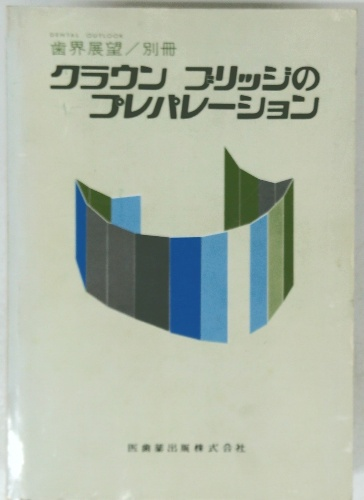 DENTAL OUTLOOK
歯界展望/別冊
クラウン ブリッジの
プレパレーション
医歯薬出版株式会社